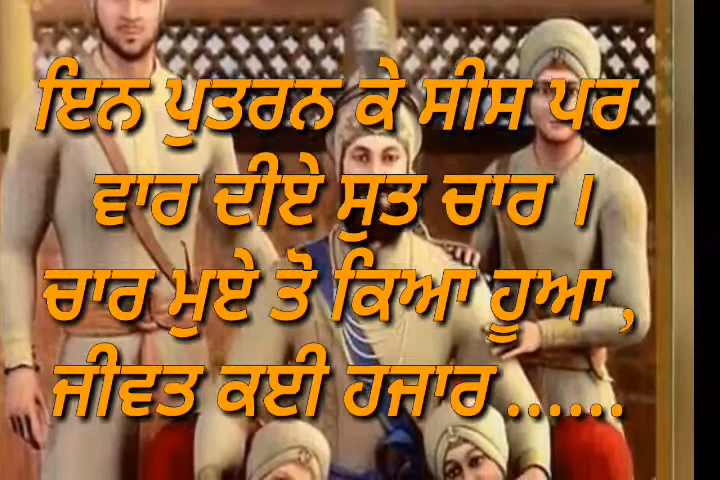 ਇਨ ਪੁਤਰਨ ਕੇ ਸੀਸ ਪਰ
ਵਾਰ ਦੀਏ ਸੁਤ ਚਾਰ ।
ਚਾਰ ਮੁਏ ਤੋ ਕਿਆ ਹੂਆ ,
ਜੀਵਤ ਕਈ ਹਜਾਰ ......